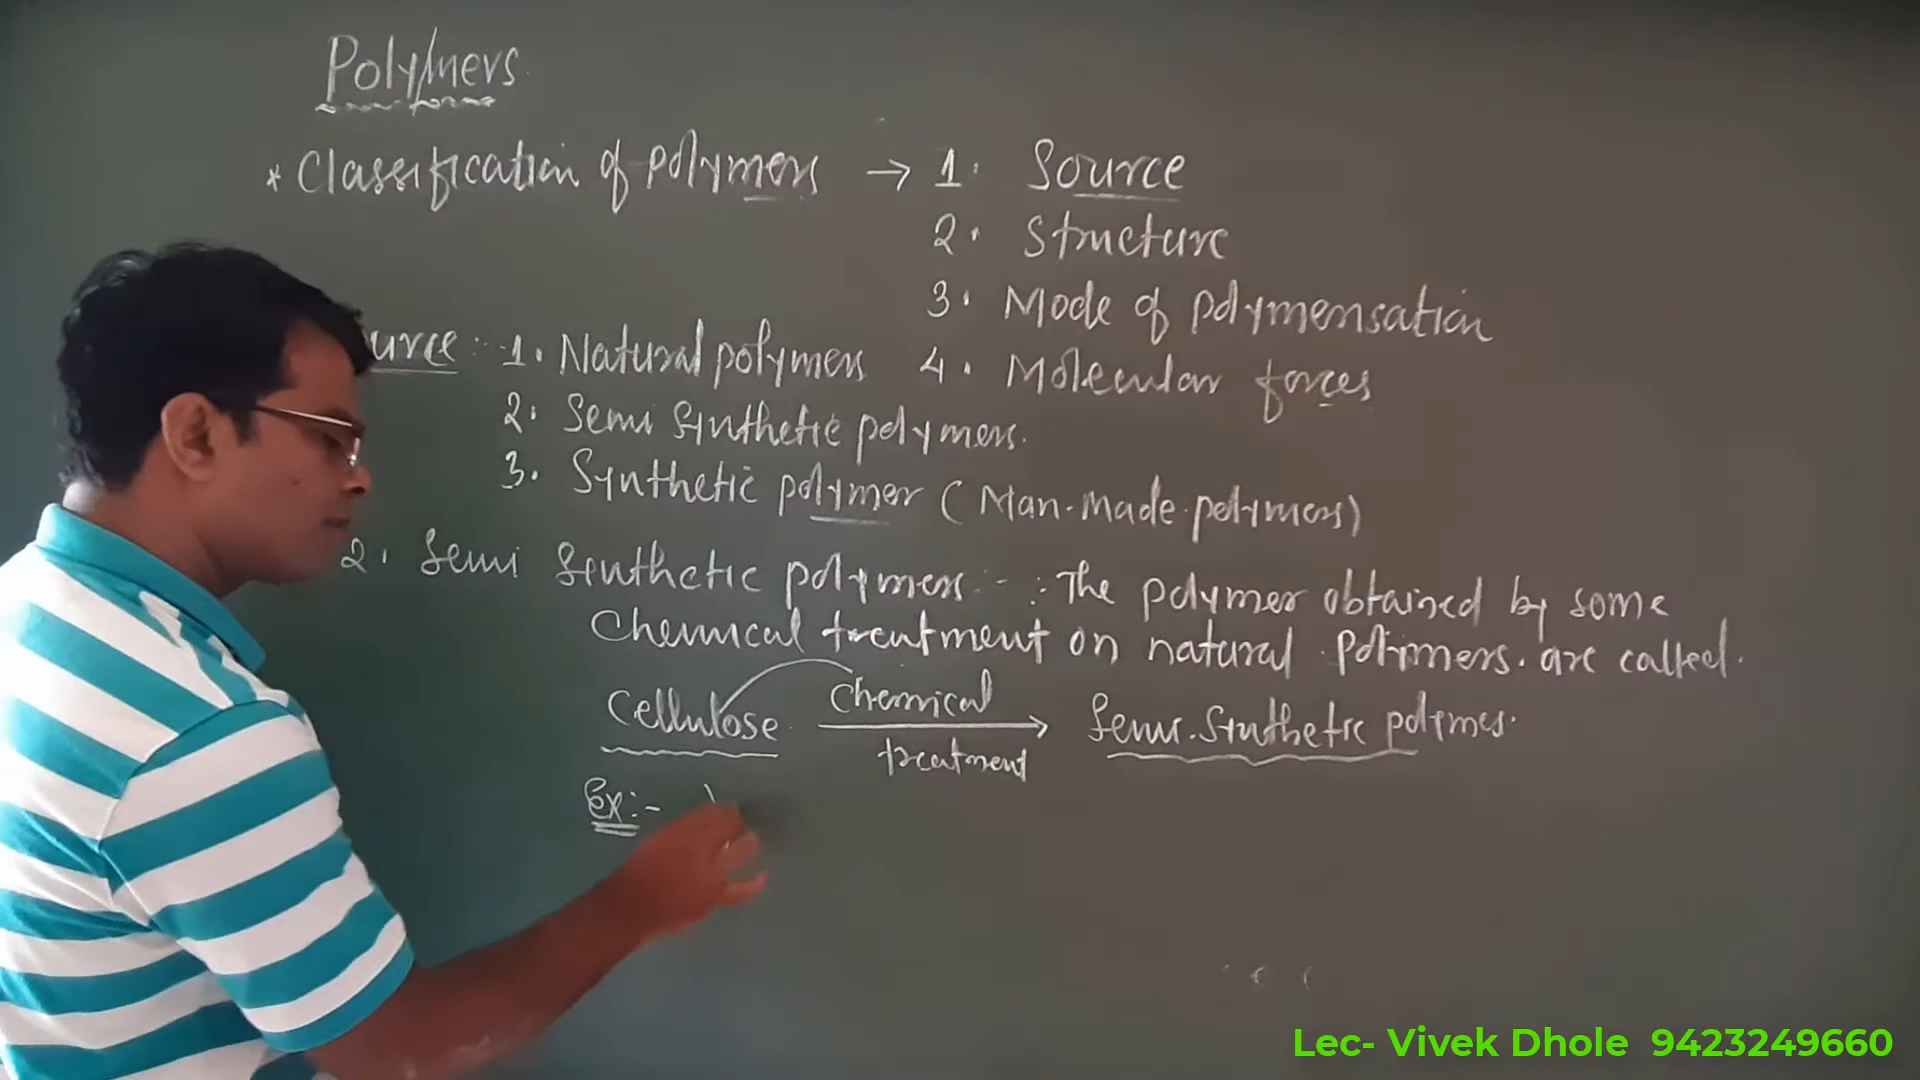 Polymers
* Classification of polymers → 1. Source
2. Structure
3. Mode of polymerisation
4. Molecular forces
urce :- 1. Natural polymers
2. Semi synthetic polymers.
3. Synthetic polymer (Man-made polymers)
2. Semi synthetic polymers :- The polymer obtained by some
chemical treatment on natural polymers are called.
Cellulose chemical treatment → Semi-synthetic polymers.
Ex:-
Lec- Vivek Dhole 9423249660